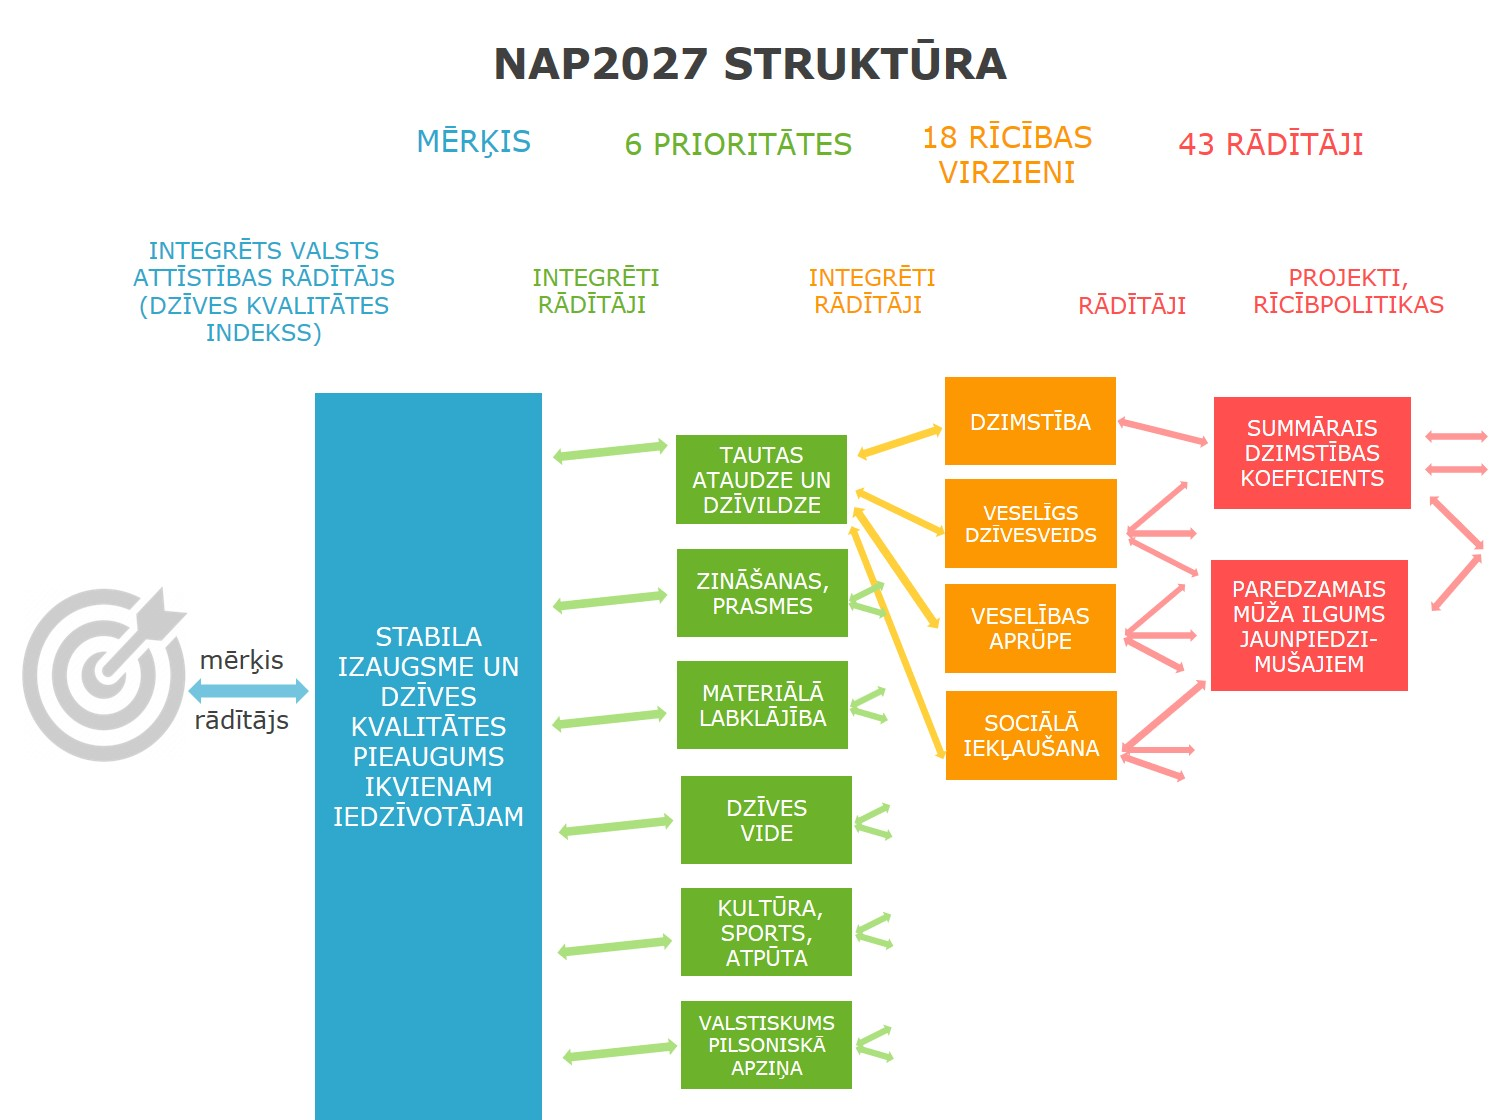 NAP2027 STRUKTŪRA
MĒRĶIS
6 PRIORITĀTES
18 RĪCĪBAS
VIRZIENI
43 RĀDĪTĀJI
INTEGRĒTS VALSTS
ATTĪSTĪBAS RĀDĪTĀJS
(DZĪVES KVALITĀTES
INDEKSS)
INTEGRĒTI
RĀDĪTĀJI
INTEGRĒTI
RĀDĪTĀJI
RĀDĪTĀJI
PROJEKTI,
RĪCĪBPOLITIKAS
mērķis
rādītājs
STABILA
IZAUGSME UN
DZĪVES
KVALITĀTES
PIEAUGUMS
IKVIENAM
IEDZĪVOTĀJAM
TAUTAS
ATAUDZE UN
DZĪVILDZE
ZINĀŠANAS,
PRASMES
MATERIĀLĀ
LABKLĀJĪBA
DZĪVES
VIDE
KULTŪRA,
SPORTS,
ATPŪTA
VALSTISKUMS
PILSONISKĀ
APZIŅA
DZIMSTĪBA
VESELĪGS
DZĪVESVEIDS
VESELĪBAS
APRŪPE
SOCIĀLĀ
IEKĻAUŠANA
SUMMĀRAIS
DZIMSTĪBAS
KOEFICIENTS
PAREDZAMAIS
MŪŽA ILGUMS
JAUNPIEDZI-
MUŠAJIEM